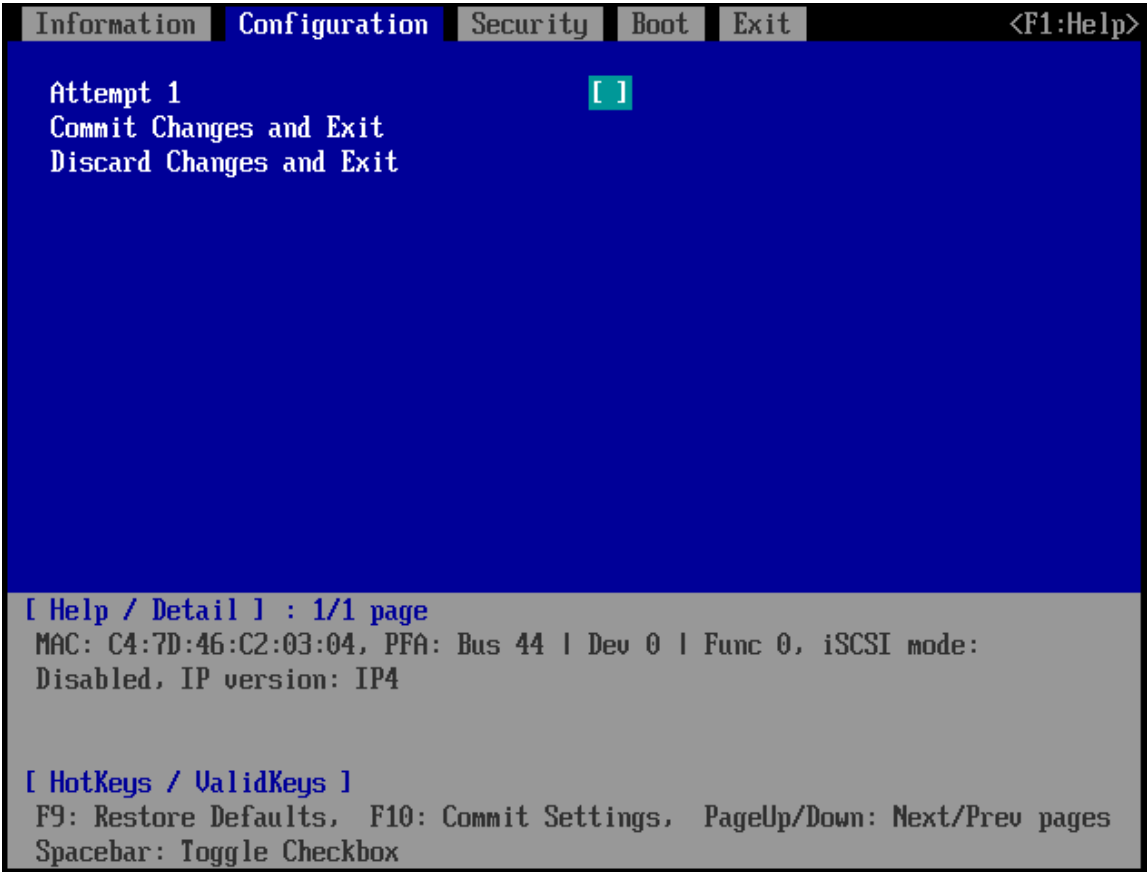 Information Configuration Security Boot Exit <F1:Help>
Attempt 1 [ ]
Commit Changes and Exit
Discard Changes and Exit
[ Help / Detail ] : 1/1 page
MAC: C4:7D:46:C2:03:04, PFA: Bus 44 | Dev 0 | Func 0, iSCSI mode:
Disabled, IP version: IP4
[ HotKeys / ValidKeys ]
F9: Restore Defaults, F10: Commit Settings, PageUp/Down: Next/Prev pages
Spacebar: Toggle Checkbox